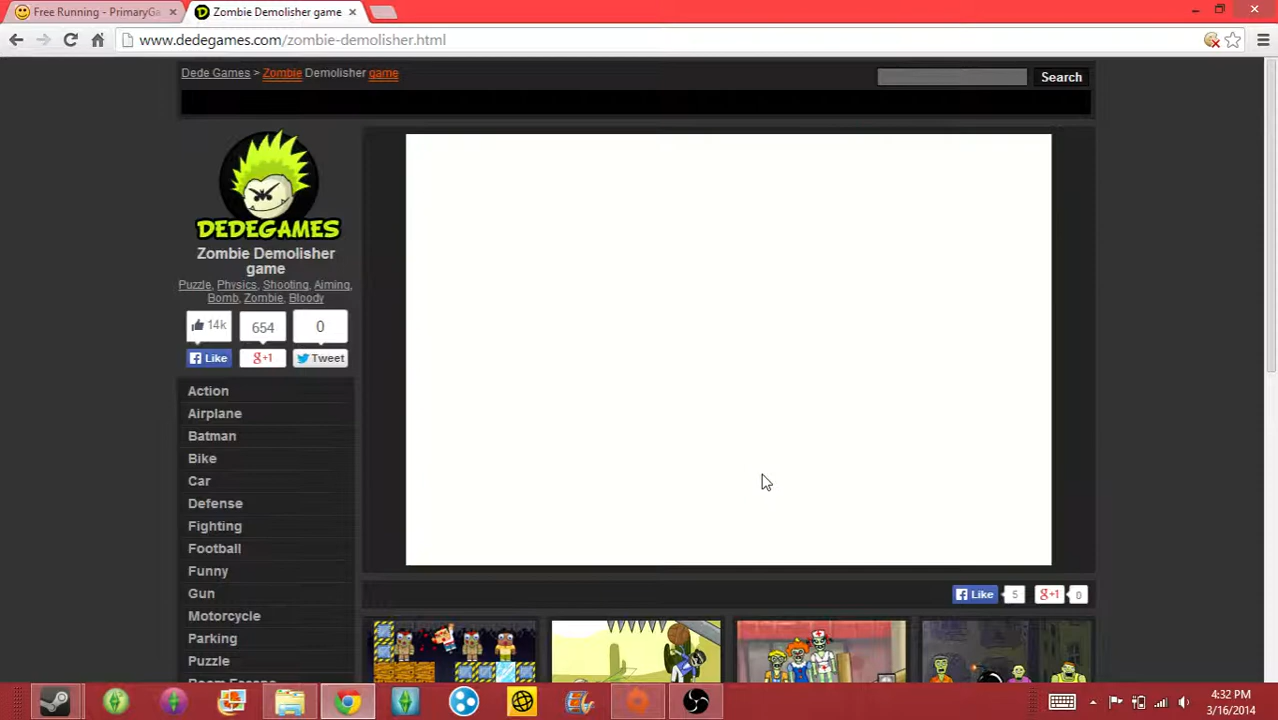 Free Running - PrimaryGa
Zombie Demolisher game
www.dedegames.com/zombie-demolisher.html
Dede Games > Zombie Demolisher game
Search
DEDEGAMES
Zombie Demolisher
game
Puzzle, Physics, Shooting, Aiming,
Bomb, Zombie, Bloody
14k 654 0
Like g+1 Tweet
Action
Airplane
Batman
Bike
Car
Defense
Fighting
Football
Funny
Gun
Motorcycle
Parking
Puzzle
Room Escape
Like 5 g+1 0
4:32 PM
3/16/2014